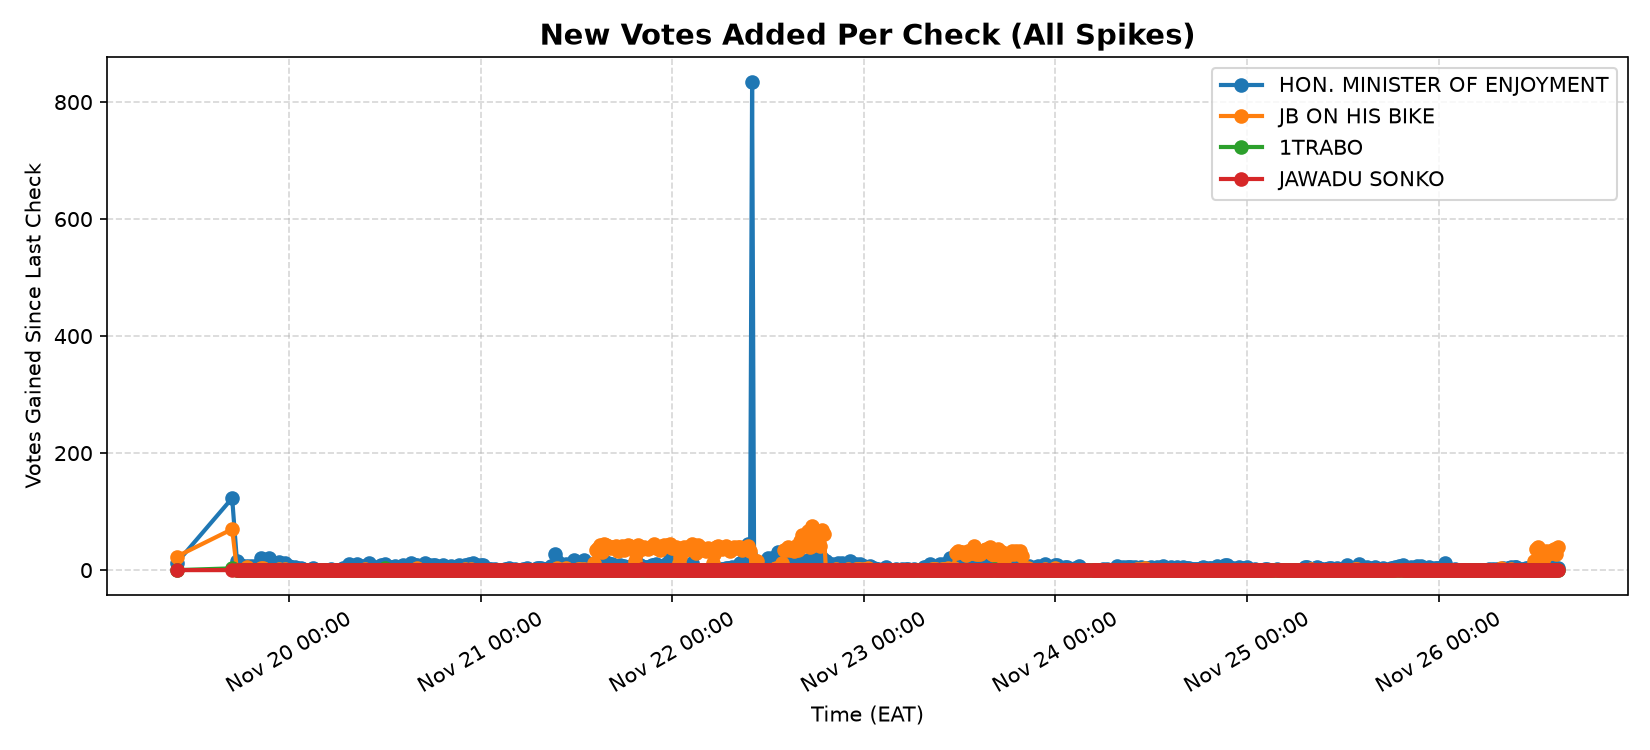 New Votes Added Per Check (All Spikes)
HON. MINISTER OF ENJOYMENT
JB ON HIS BIKE
1TRABO
JAWADU SONKO
Votes Gained Since Last Check
800
600
400
200
0
Nov 20 00:00
Nov 21 00:00
Nov 22 00:00
Nov 23 00:00
Nov 24 00:00
Nov 25 00:00
Nov 26 00:00
Time (EAT)